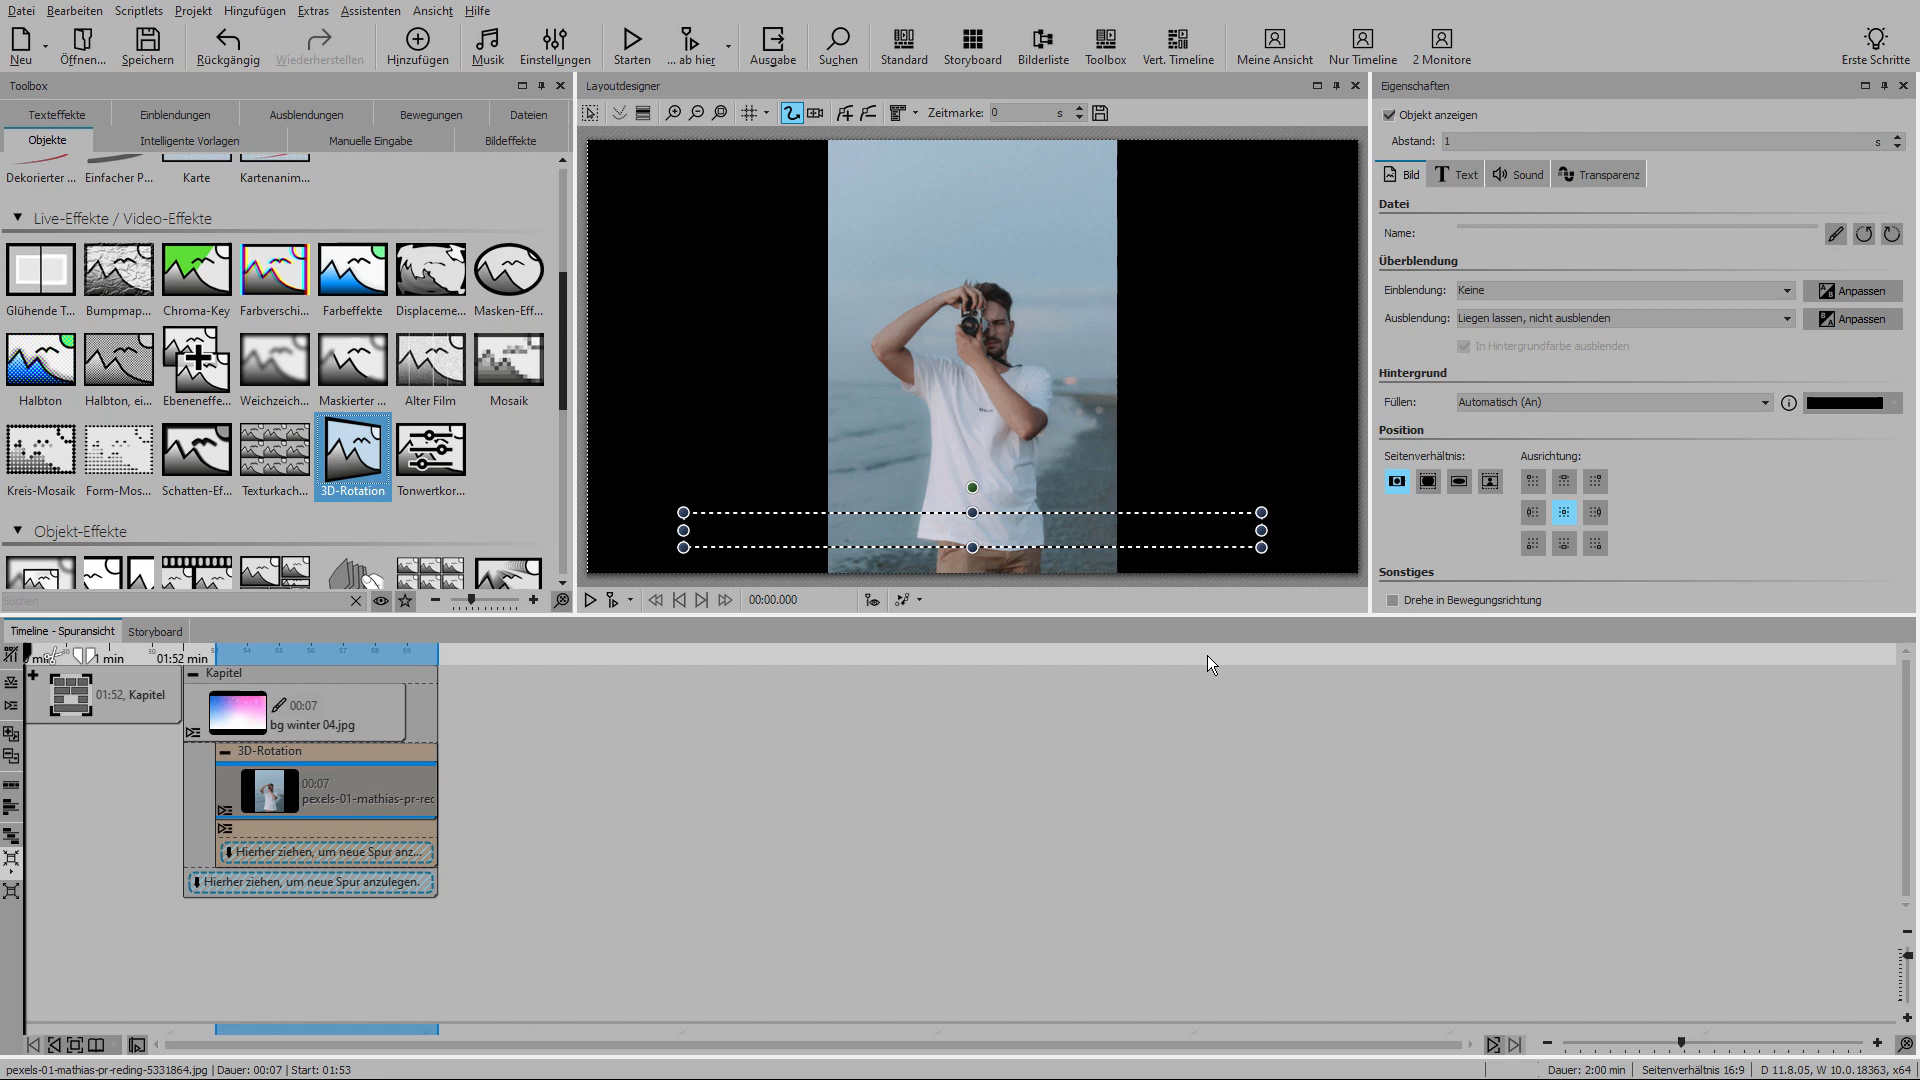 Datei Bearbeiten Scriptlets Projekt Hinzufügen Extras Assistenten Ansicht Hilfe
Neu Öffnen... Speichern Rückgängig Wiederherstellen Hinzufügen Musik Einstellungen Starten ... ab hier Ausgabe Suchen Standard Storyboard Bilderliste Toolbox Vert. Timeline Meine Ansicht Nur Timeline 2 Monitore Erste Schritte
Toolbox
Texteffekte Einblendungen Ausblendungen Bewegungen Dateien
Objekte Intelligente Vorlagen Manuelle Eingabe Bildeffekte
Dekorierter ... Einfacher P... Karte Kartenanim...
Live-Effekte / Video-Effekte
Glühende T... Bumpmap... Chroma-Key Farbverschi... Farbeffekte Displaceme... Masken-Eff...
Halbton Halbton, ei... Ebeneneffe... Weichzeich... Maskierter ... Alter Film Mosaik
Kreis-Mosaik Form-Mos... Schatten-Ef... Texturkach... 3D-Rotation Tonwertkor...
Objekt-Effekte
Suchen
Layoutdesigner
Zeitmarke: 0 s
00:00.000
Eigenschaften
Objekt anzeigen
Abstand: 1 s
Bild Text Sound Transparenz
Datei
Name:
Überblendung
Einblendung: Keine Anpassen
Ausblendung: Liegen lassen, nicht ausblenden Anpassen
In Hintergrundfarbe ausblenden
Hintergrund
Füllen: Automatisch (An)
Position
Seitenverhältnis: Ausrichtung:
Sonstiges
Drehe in Bewegungsrichtung
Timeline - Spuransicht Storyboard
54 55 56 57 58 59
1 min 01:52 min
01:52, Kapitel
Kapitel
00:07
bg winter 04.jpg
3D-Rotation
00:07
pexels-01-mathias-pr-rec
Hierher ziehen, um neue Spur anz...
Hierher ziehen, um neue Spur anzulegen.
pexels-01-mathias-pr-reding-5331864.jpg | Dauer: 00:07 | Start: 01:53
Dauer: 2:00 min Seitenverhältnis 16:9 D 11.8.05, W 10.0.18363, x64